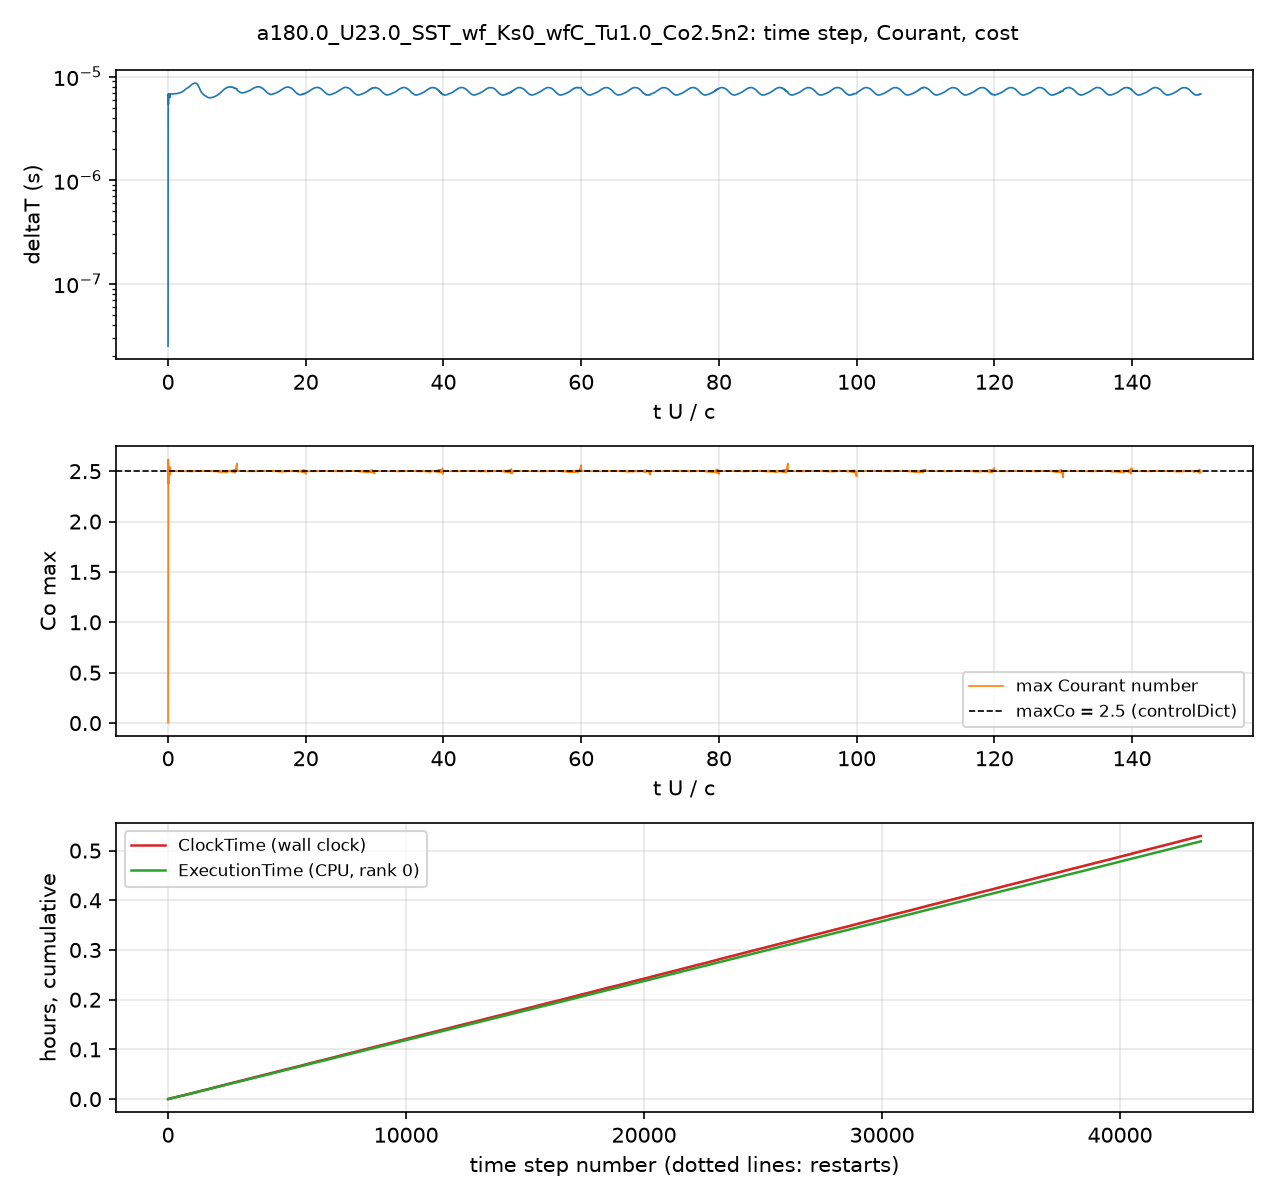 a180.0_U23.0_SST_wf_Ks0_wfC_Tu1.0_Co2.5n2: time step, Courant, cost
deltaT (s)
10⁻⁵
10⁻⁶
10⁻⁷
0 20 40 60 80 100 120 140
t U / c
Co max
2.5
2.0
1.5
1.0
0.5
0.0
max Courant number
maxCo = 2.5 (controlDict)
0 20 40 60 80 100 120 140
t U / c
hours, cumulative
0.5
0.4
0.3
0.2
0.1
0.0
ClockTime (wall clock)
ExecutionTime (CPU, rank 0)
0 10000 20000 30000 40000
time step number (dotted lines: restarts)